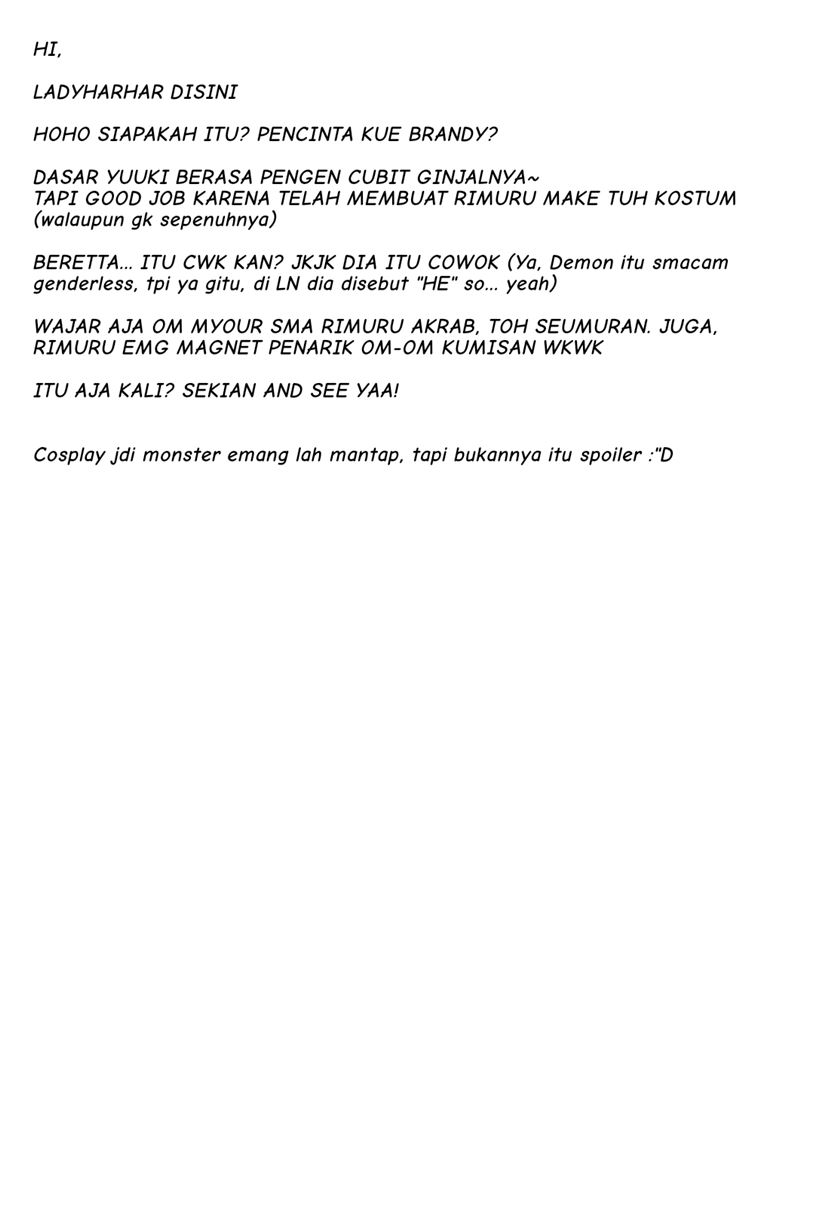 HI,
LADYHARHAR DISINI
HOHO SIAPAKAH ITU? PENCINTA KUE BRANDY?
DASAR YUUKI BERASA PENGEN CUBIT GINJALNYA~
TAPI GOOD JOB KARENA TELAH MEMBUAT RIMURU MAKE TUH KOSTUM
(walaupun gk sepenuhnya)
BERETTA... ITU CWK KAN? JKJK DIA ITU COWOK (Ya, Demon itu smacam
genderless, tpi ya gitu, di LN dia disebut "HE" so... yeah)
WAJAR AJA OM MYOUR SMA RIMURU AKRAB, TOH SEUMURAN. JUGA,
RIMURU EMG MAGNET PENARIK OM-OM KUMISAN WKWK
ITU AJA KALI? SEKIAN AND SEE YAA!
Cosplay jdi monster emang lah mantap, tapi bukannya itu spoiler :"D